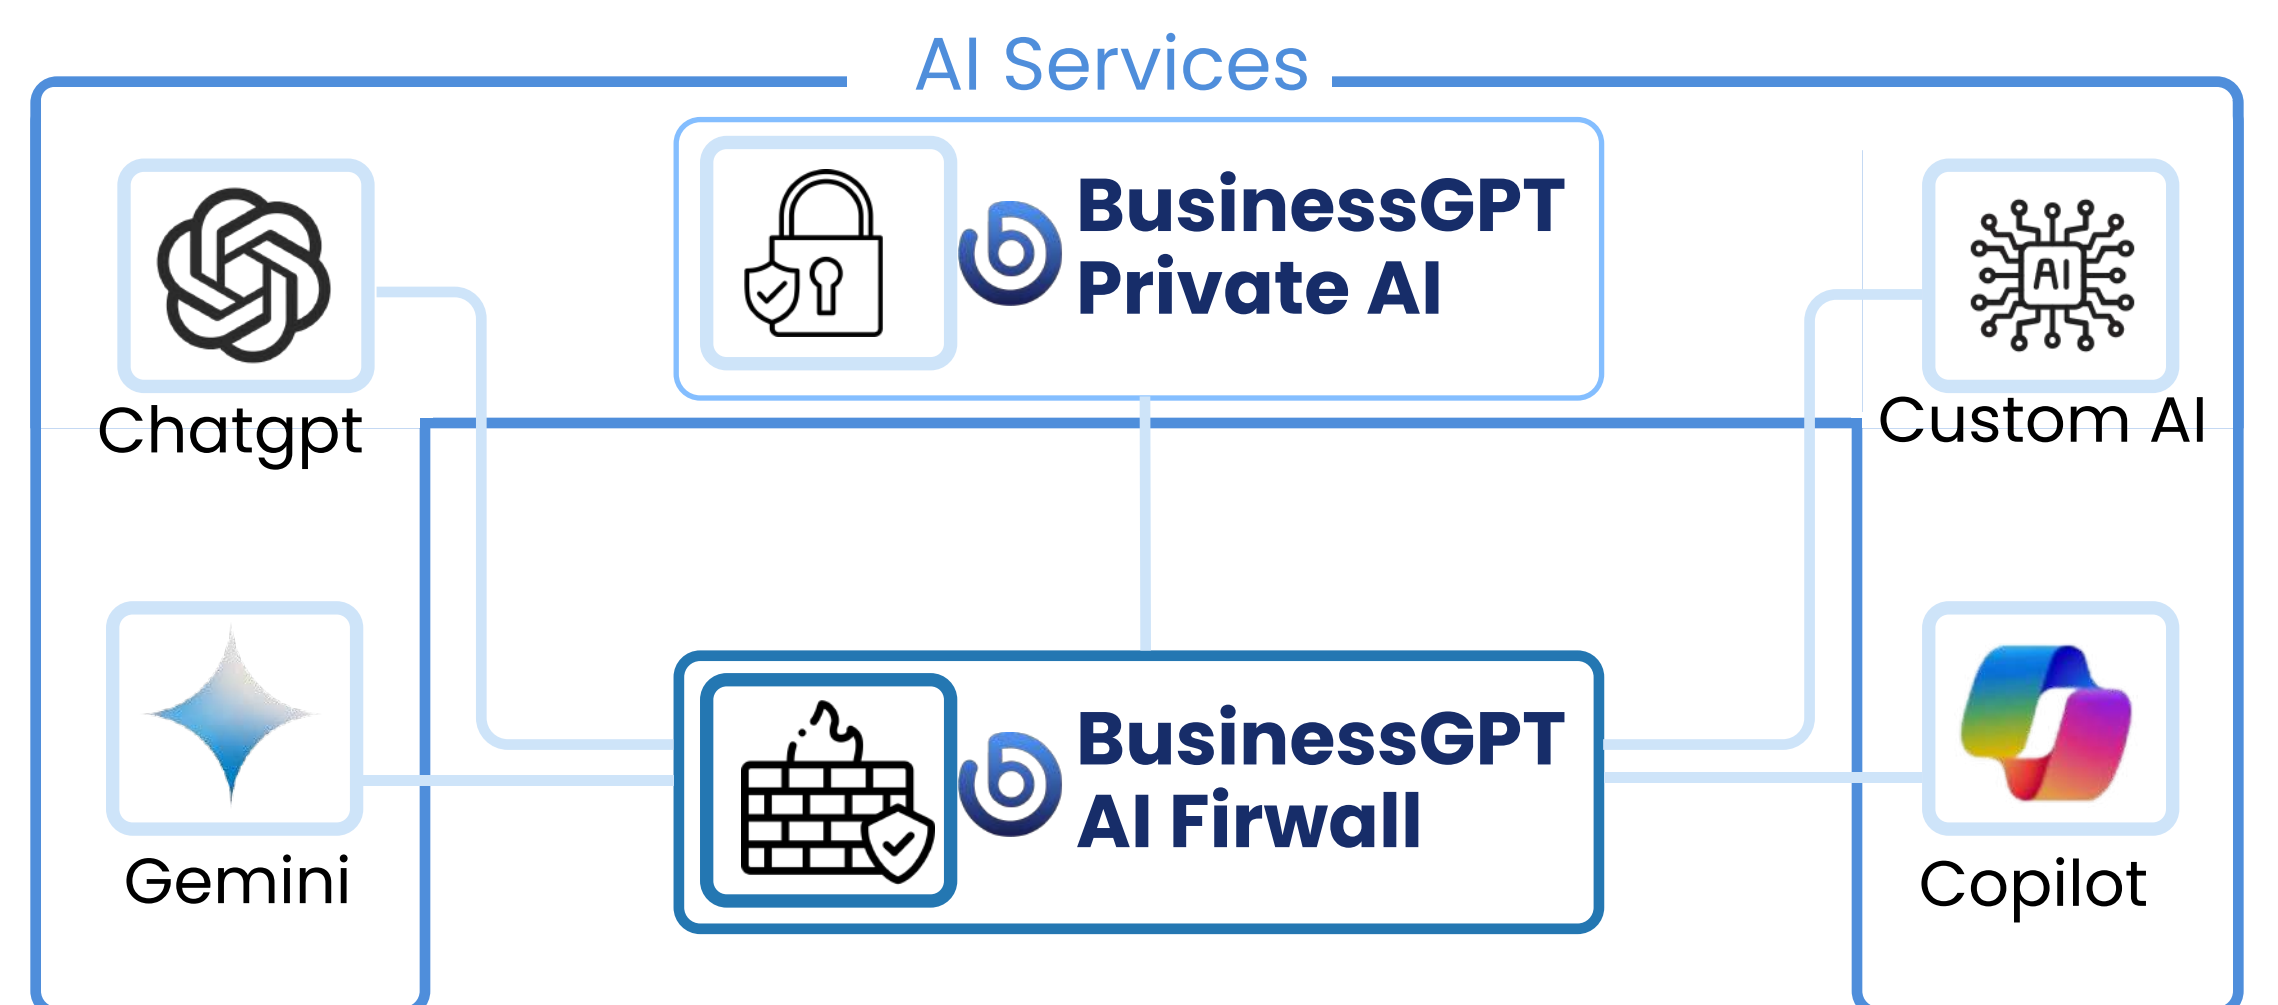 AI Services
BusinessGPT
Private AI
AI
Chatgpt
Custom AI
BusinessGPT
AI Firwall
Gemini
Copilot